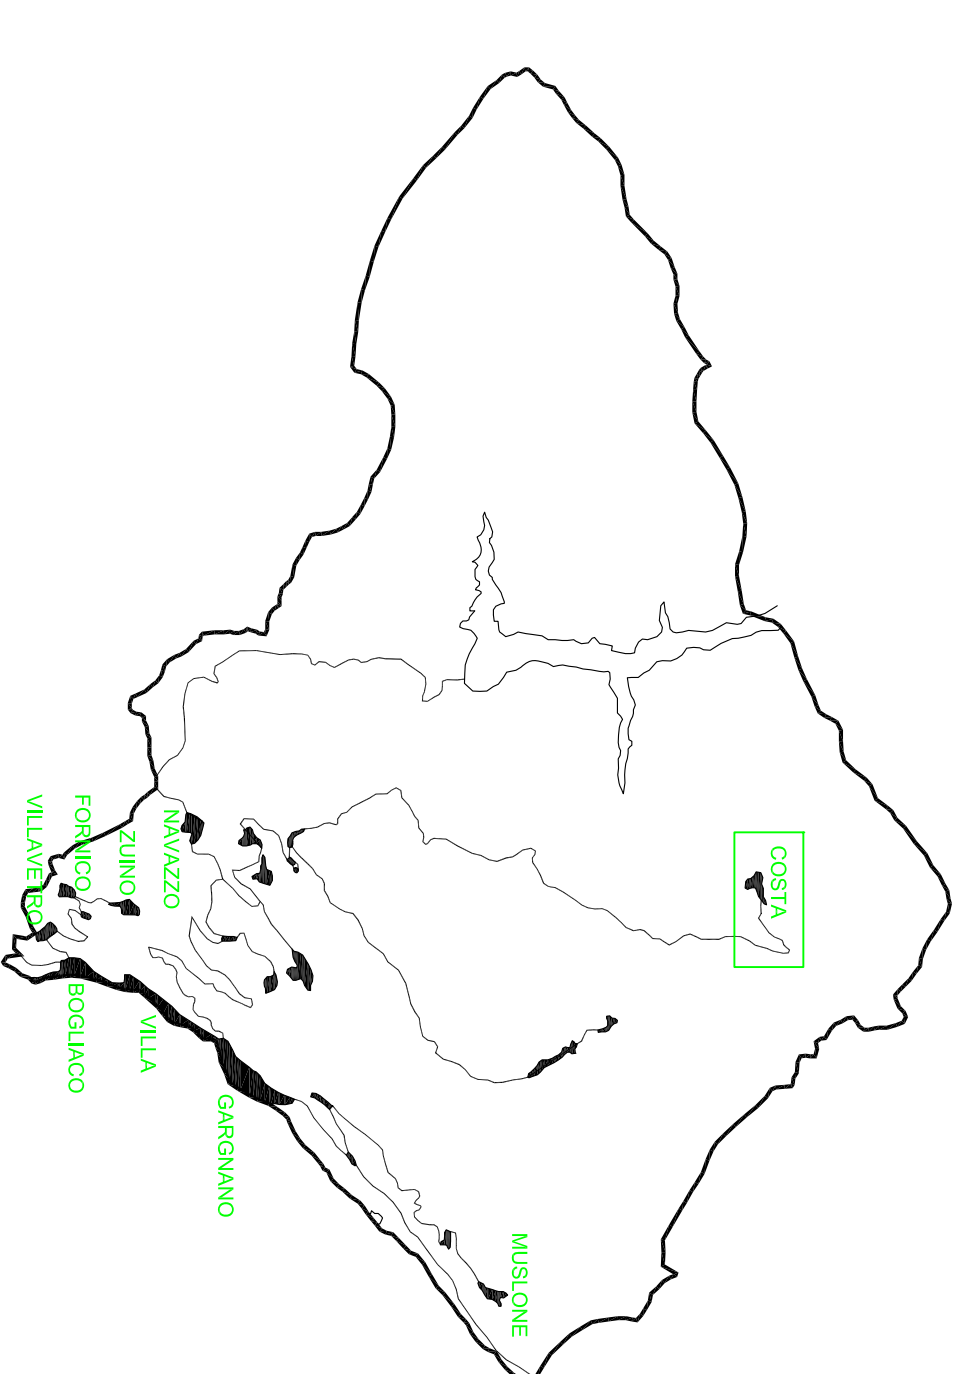 COSTA
NAVAZZO
ZUINO
FORNICO
VILLAVETRO
BOGLIACO
VILLA
GARGNANO
MUSLONE